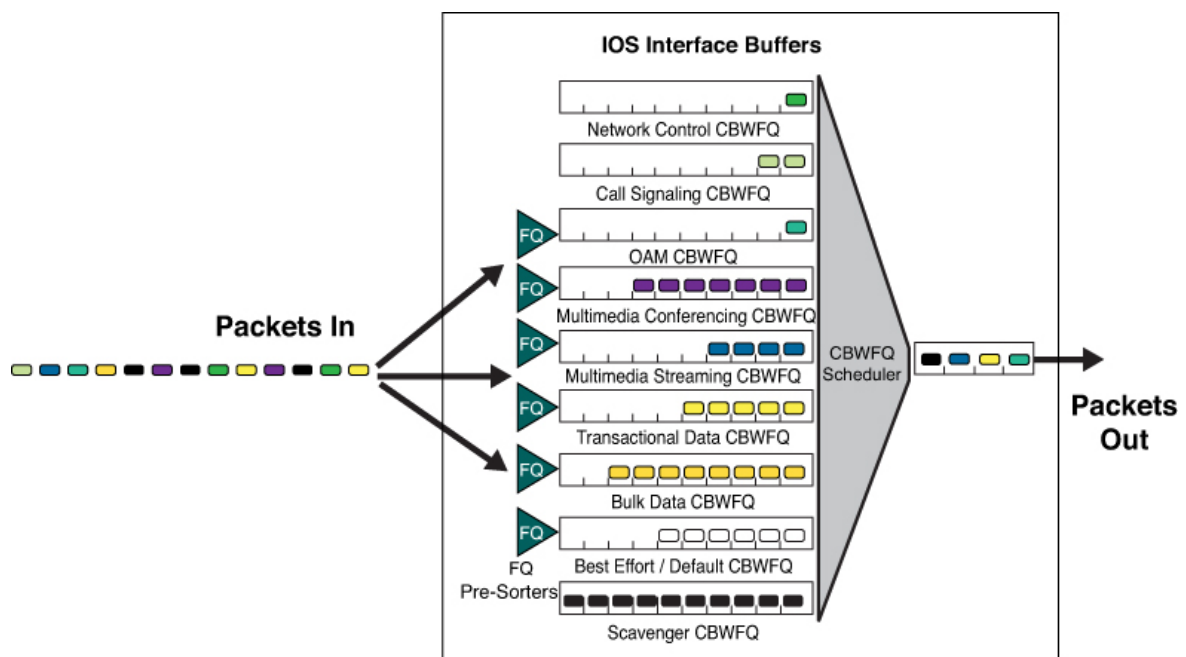 IOS Interface Buffers
Network Control CBWFQ
Call Signaling CBWFQ
FQ
OAM CBWFQ
FQ
Multimedia Conferencing CBWFQ
Packets In
FQ
Multimedia Streaming CBWFQ
CBWFQ
Scheduler
FQ
Transactional Data CBWFQ
Packets
Out
FQ
Bulk Data CBWFQ
FQ
Best Effort / Default CBWFQ
FQ
Pre-Sorters
Scavenger CBWFQ